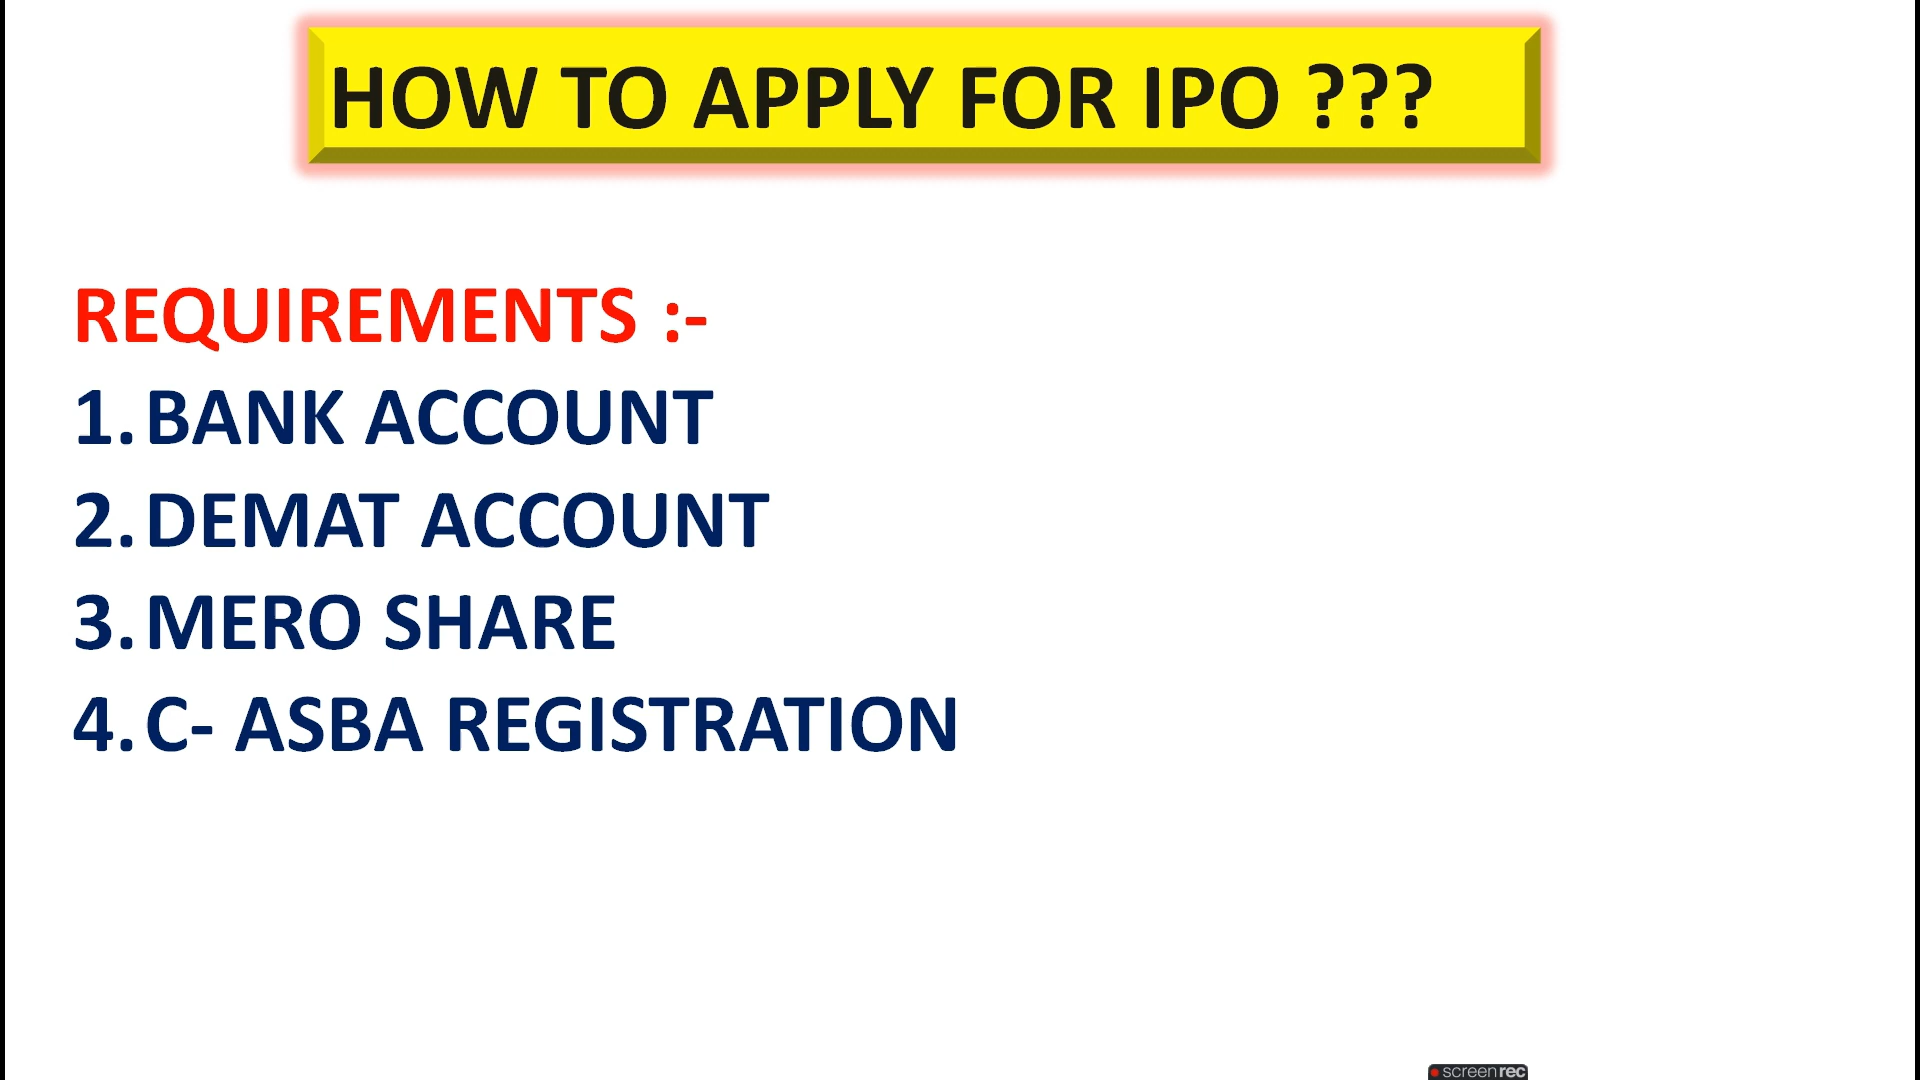 HOW TO APPLY FOR IPO ???
REQUIREMENTS :-
1. BANK ACCOUNT
2. DEMAT ACCOUNT
3. MERO SHARE
4. C- ASBA REGISTRATION
screenrec